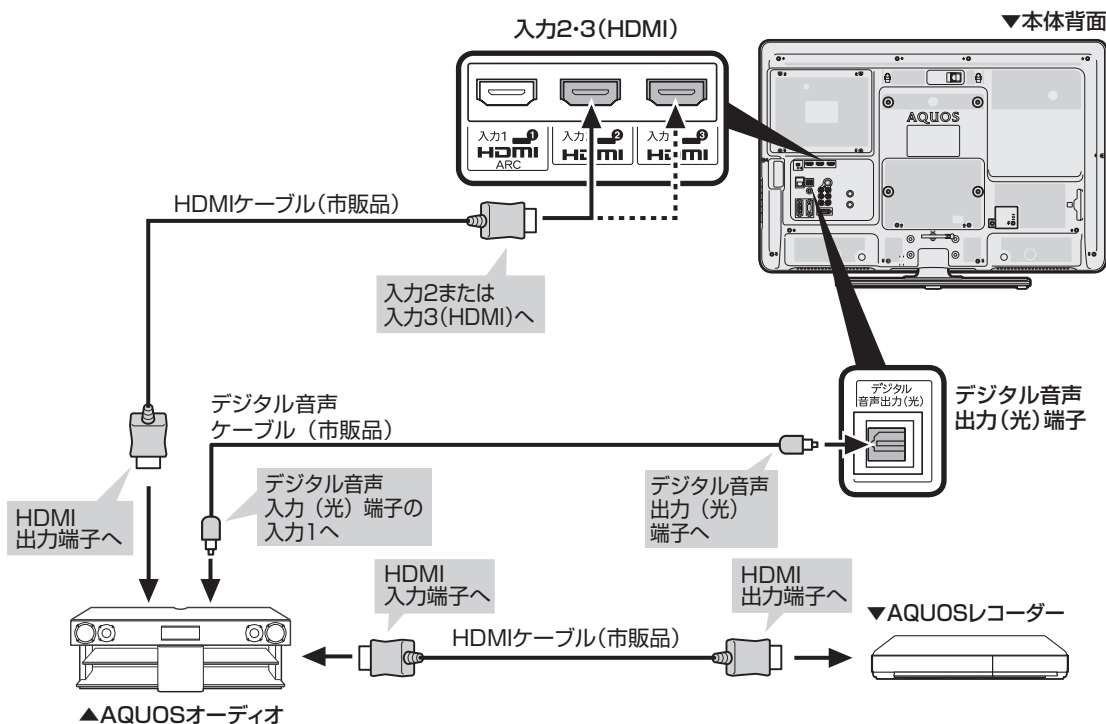 入力2・3(HDMI)
▼本体背面
AQUOS
入力1 ❶
HDMI
ARC
入力 ❷
HDMI
入力 ❸
HDMI
HDMIケーブル(市販品)
入力2または
入力3(HDMI)へ
デジタル音声
ケーブル (市販品)
デジタル
音声出力(光)
デジタル音声
出力(光)端子
HDMI
出力端子へ
デジタル音声
入力(光)端子の
入力1へ
デジタル音声
出力(光)
端子へ
HDMI
入力端子へ
HDMI
出力端子へ
HDMIケーブル(市販品)
▼AQUOSレコーダー
▲AQUOSオーディオ